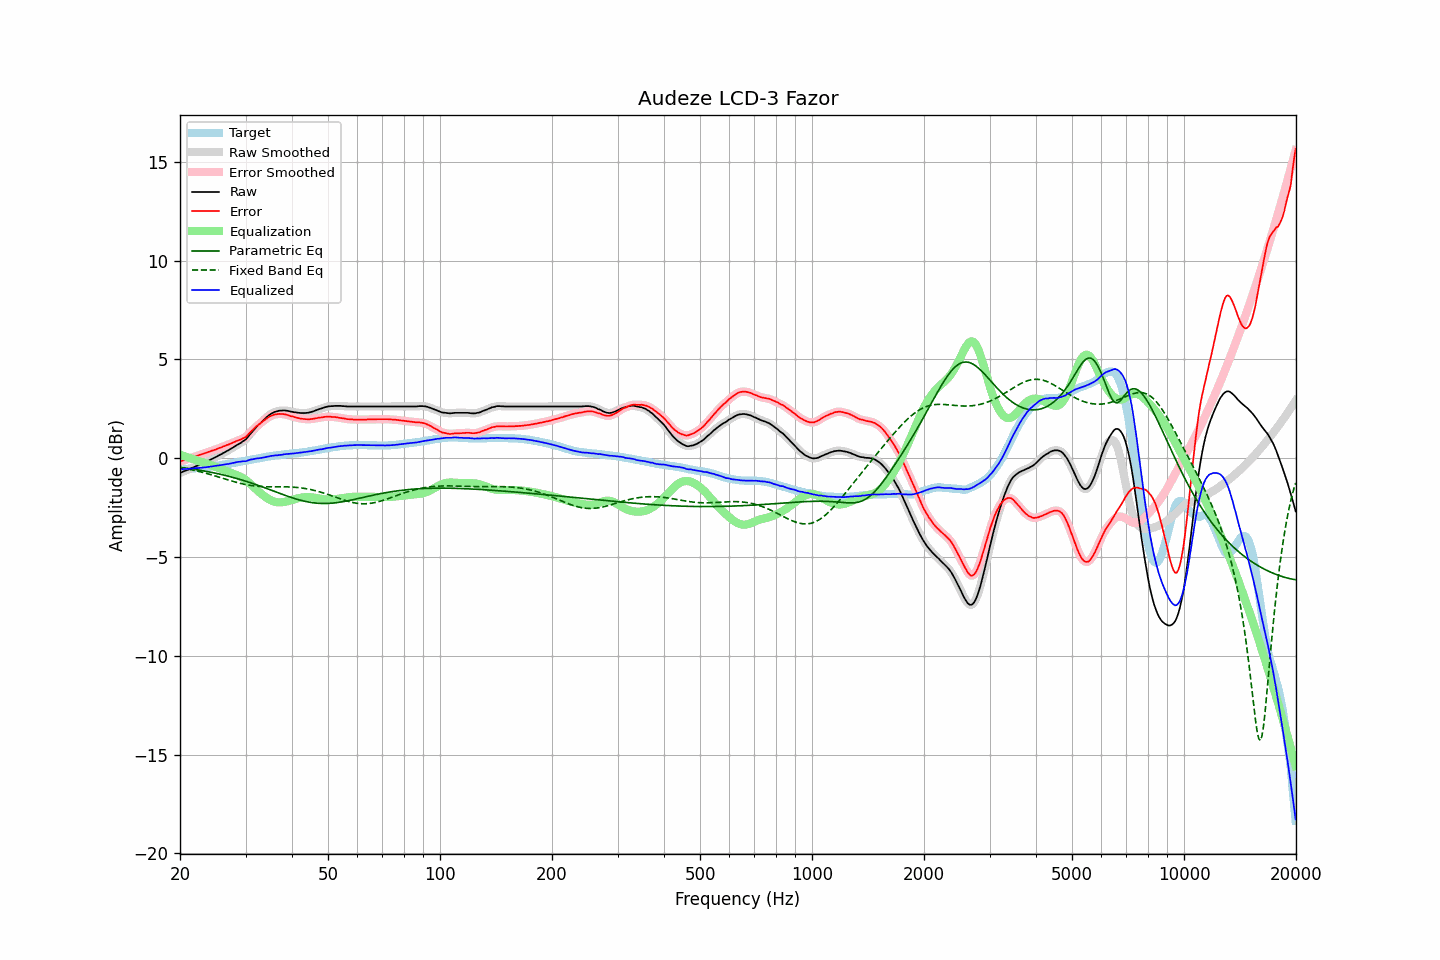 Audeze LCD-3 Fazor
Target
Raw Smoothed
Error Smoothed
Raw
Error
Equalization
Parametric Eq
Fixed Band Eq
Equalized
15
10
5
0
−5
−10
−15
−20
Amplitude (dBr)
20
50
100
200
500
1000
2000
5000
10000
20000
Frequency (Hz)